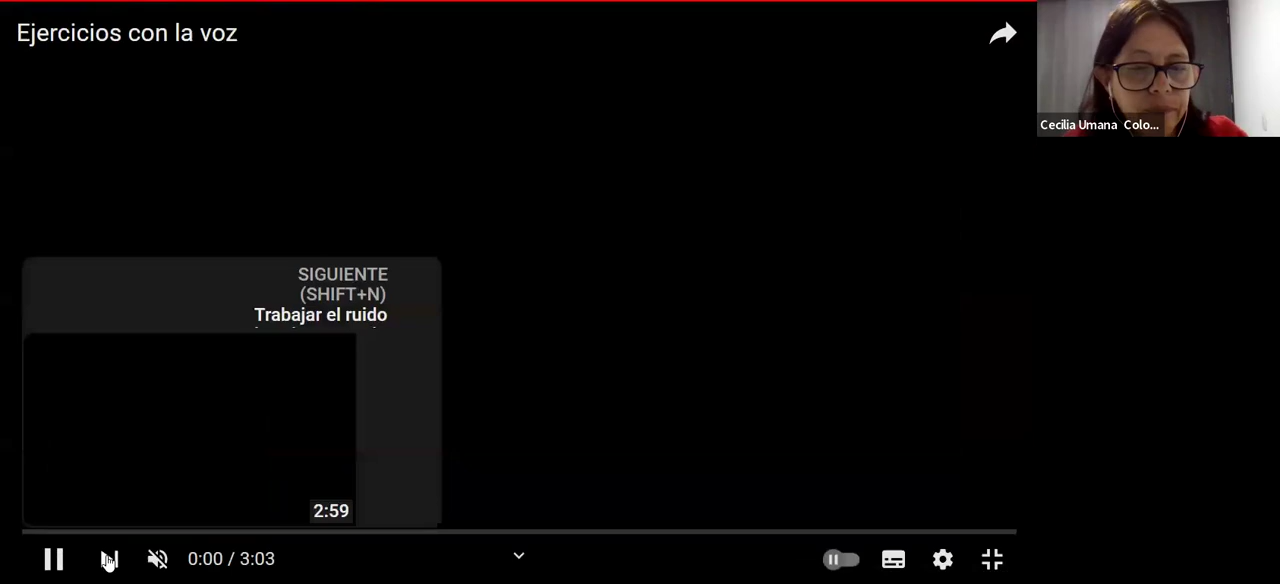 Ejercicios con la voz
Cecilia Umana Colo...
SIGUIENTE
(SHIFT+N)
Trabajar el ruido
2:59
0:00 / 3:03